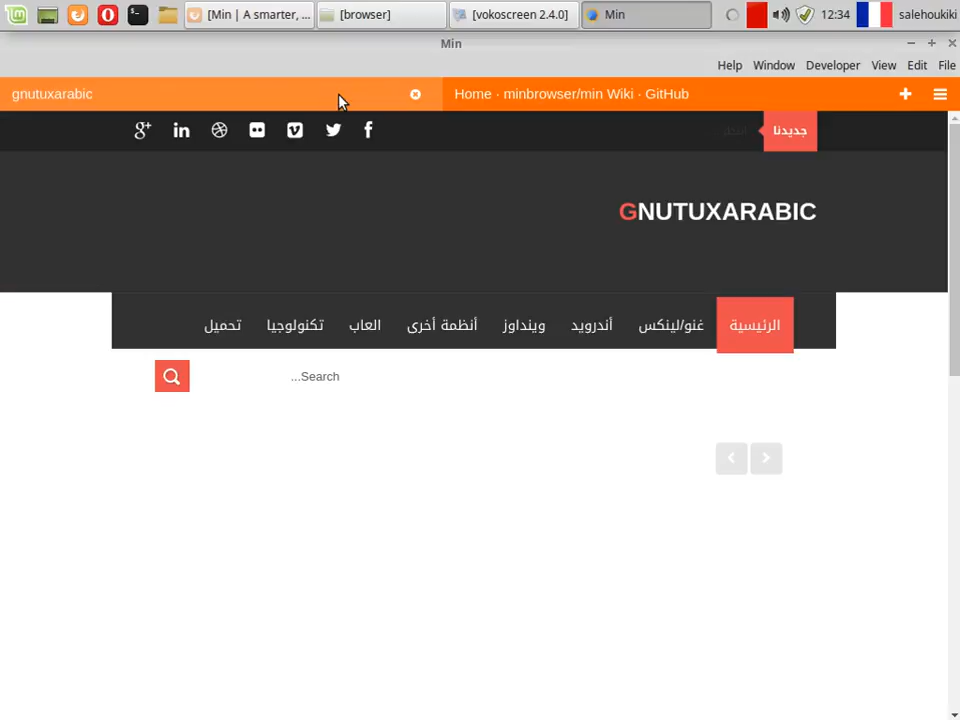 [Min | A smarter, ...
[browser]
[vokoscreen 2.4.0]
Min
12:34
salehoukiki
Min
Help Window Developer View Edit File
gnutuxarabic
Home · minbrowser/min Wiki · GitHub
جديدنا
GNUTUXARABIC
الرئيسية غنو/لينكس أندرويد وينداوز أنظمة أخرى العاب تكنولوجيا تحميل
...Search